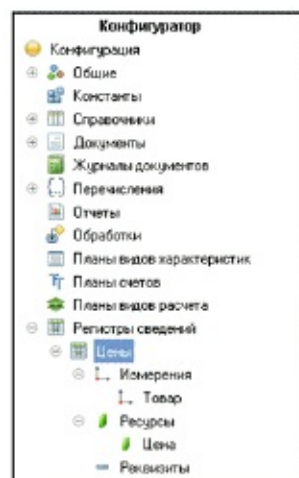 Конфигуратор
Конфигурация
Общие
Константы
Справочники
Документы
Журналы документов
Перечисления
Отчеты
Обработки
Планы видов характеристик
Планы счетов
Планы видов расчета
Регистры сведений
Цены
Измерения
Товар
Ресурсы
Цена
Реквизиты